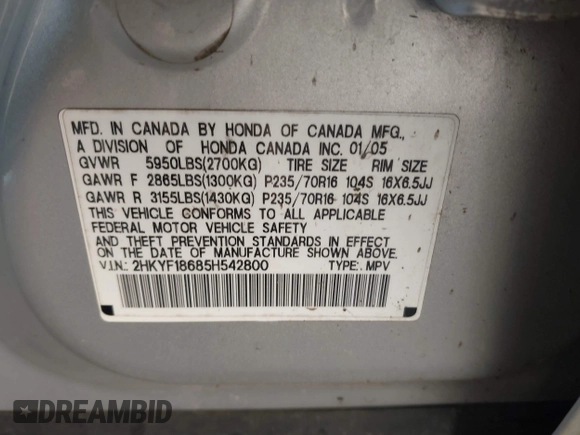 MFD. IN CANADA BY HONDA OF CANADA MFG.,
A DIVISION OF HONDA CANADA INC. 01/05
GVWR 5950LBS(2700KG) TIRE SIZE RIM SIZE
GAWR F 2865LBS(1300KG) P235/70R16 104S 16X6.5JJ
GAWR R 3155LBS(1430KG) P235/70R16 104S 16X6.5JJ
THIS VEHICLE CONFORMS TO ALL APPLICABLE
FEDERAL MOTOR VEHICLE SAFETY
AND THEFT PREVENTION STANDARDS IN EFFECT
ON THE DATE OF MANUFACTURE SHOWN ABOVE.
V.I.N.: 2HKYF18685H542800 TYPE: MPV
DREAMBID